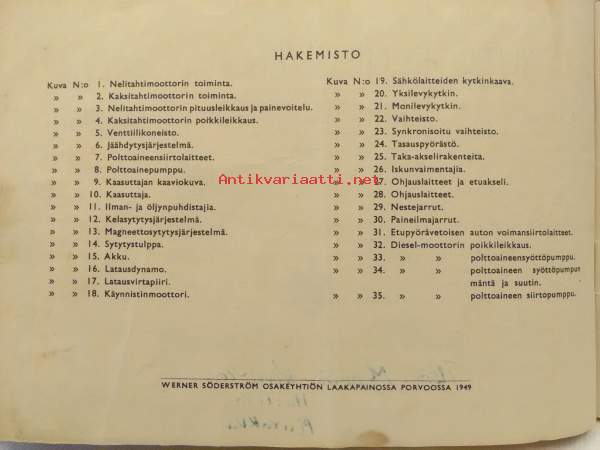 HAKEMISTO
Kuva N:o 1. Nelitahtimoottorin toiminta.
» » 2. Kaksitahtimoottorin toiminta.
» » 3. Nelitahtimoottorin pituusleikkaus ja painevoitelu.
» » 4. Kaksitahtimoottorin poikkileikkaus.
» » 5. Venttiilikoneisto.
» » 6. Jäähdytysjärjestelmä.
» » 7. Polttoaineensiirtolaitteet.
» » 8. Polttoainepumppu.
» » 9. Kaasuttajan kaaviokuva.
» » 10. Kaasuttaja.
» » 11. Ilman- ja öljynpuhdistajia.
» » 12. Kelasytytysjärjestelmä.
» » 13. Magneettosytytysjärjestelmä.
» » 14. Sytytystulppa.
» » 15. Akku.
» » 16. Latausdynamo.
» » 17. Latausvirtapiiri.
» » 18. Käynnistinmoottori.
Kuva N:o 19. Sähkölaitteiden kytkinkaava.
» » 20. Yksilevykytkin.
» » 21. Monilevykytkin.
» » 22. Vaihteisto.
» » 23. Synkronisoitu vaihteisto.
» » 24. Tasauspyörästö.
» » 25. Taka-akselirakenteita.
» » 26. Iskunvaimentajia.
» 27. Ohjauslaitteet ja etuakseli.
» » 28. Ohjauslaitteet.
» » 29. Nestejarrut.
» » 30. Paineilmajarrut.
» » 31. Etupyörävetoisen auton voimansiirtolaitteet.
» » 32. Diesel-moottorin poikkileikkaus.
» » 33. » » polttoaineensyöttöpumppu.
» » 34. » » polttoaineen syöttöpumpun
mäntä ja suutin.
» » 35. » » polttoaineen siirtopumppu.
Antikvariaatti.net
WERNER SÖDERSTRÖM OSAKEYHTIÖN LAAKAPAINOSSA PORVOOSSA 1949